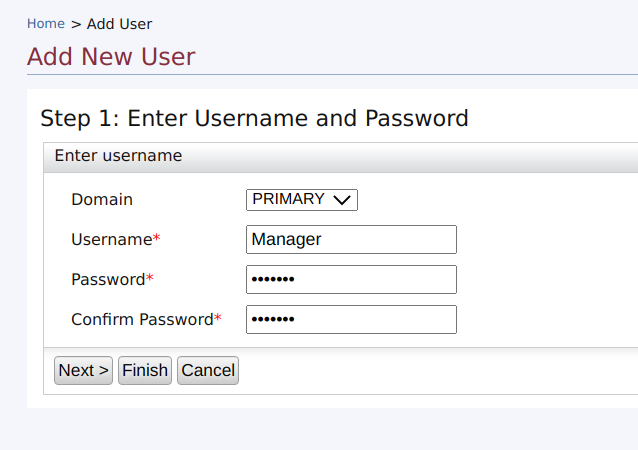 Home > Add User
Add New User
Step 1: Enter Username and Password
Enter username
Domain PRIMARY
Username* Manager
Password* •••••••
Confirm Password* •••••••
Next > Finish Cancel